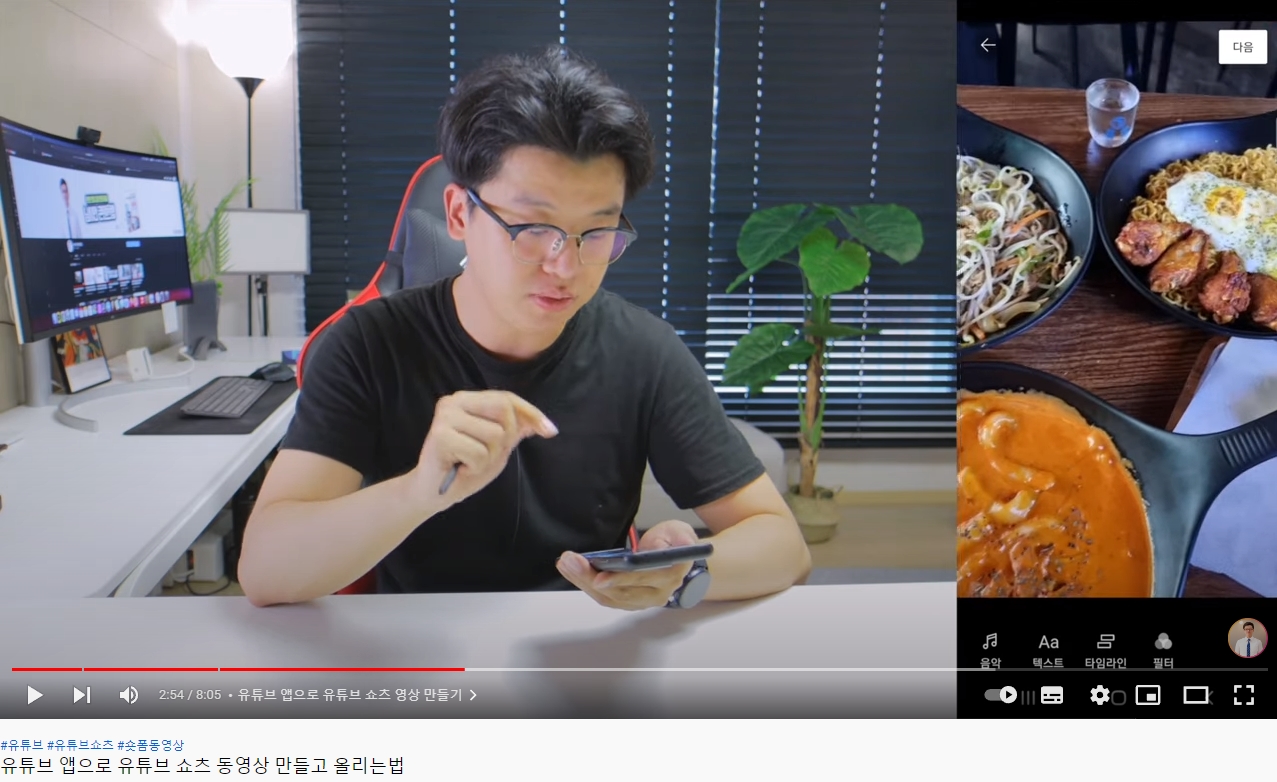 다음
음악
텍스트
타임라인
필터
2:54 / 8:05 • 유튜브 앱으로 유튜브 쇼츠 영상 만들기
#유튜브 #유튜브쇼츠 #숏폼동영상
유튜브 앱으로 유튜브 쇼츠 동영상 만들고 올리는법